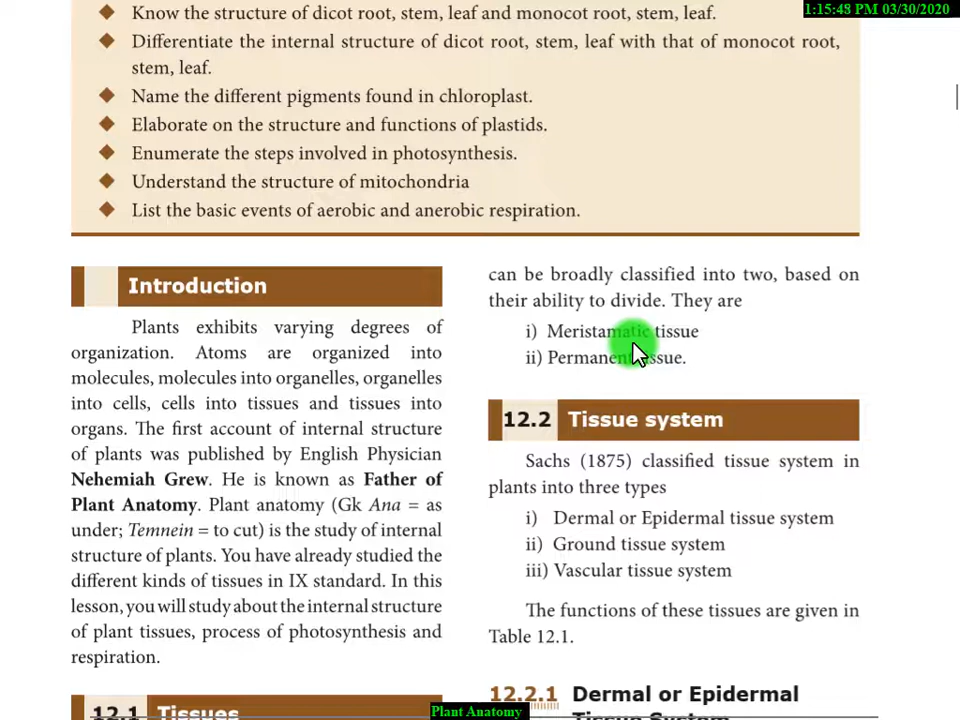 1:15:48 PM 03/30/2020
Know the structure of dicot root, stem, leaf and monocot root, stem, leaf.
Differentiate the internal structure of dicot root, stem, leaf with that of monocot root,
stem, leaf.
Name the different pigments found in chloroplast.
Elaborate on the structure and functions of plastids.
Enumerate the steps involved in photosynthesis.
Understand the structure of mitochondria
List the basic events of aerobic and anerobic respiration.
Introduction
Plants exhibits varying degrees of
organization. Atoms are organized into
molecules, molecules into organelles, organelles
into cells, cells into tissues and tissues into
organs. The first account of internal structure
of plants was published by English Physician
Nehemiah Grew. He is known as Father of
Plant Anatomy. Plant anatomy (Gk Ana = as
under; Temnein = to cut) is the study of internal
structure of plants. You have already studied the
different kinds of tissues in IX standard. In this
lesson, you will study about the internal structure
of plant tissues, process of photosynthesis and
respiration.
12.1 Tissues
can be broadly classified into two, based on
their ability to divide. They are
i) Meristamatic tissue
ii) Permanent tissue.
12.2 Tissue system
Sachs (1875) classified tissue system in
plants into three types
i) Dermal or Epidermal tissue system
ii) Ground tissue system
iii) Vascular tissue system
The functions of these tissues are given in
Table 12.1.
12.2.1 Dermal or Epidermal
Tissue System
Plant Anatomy